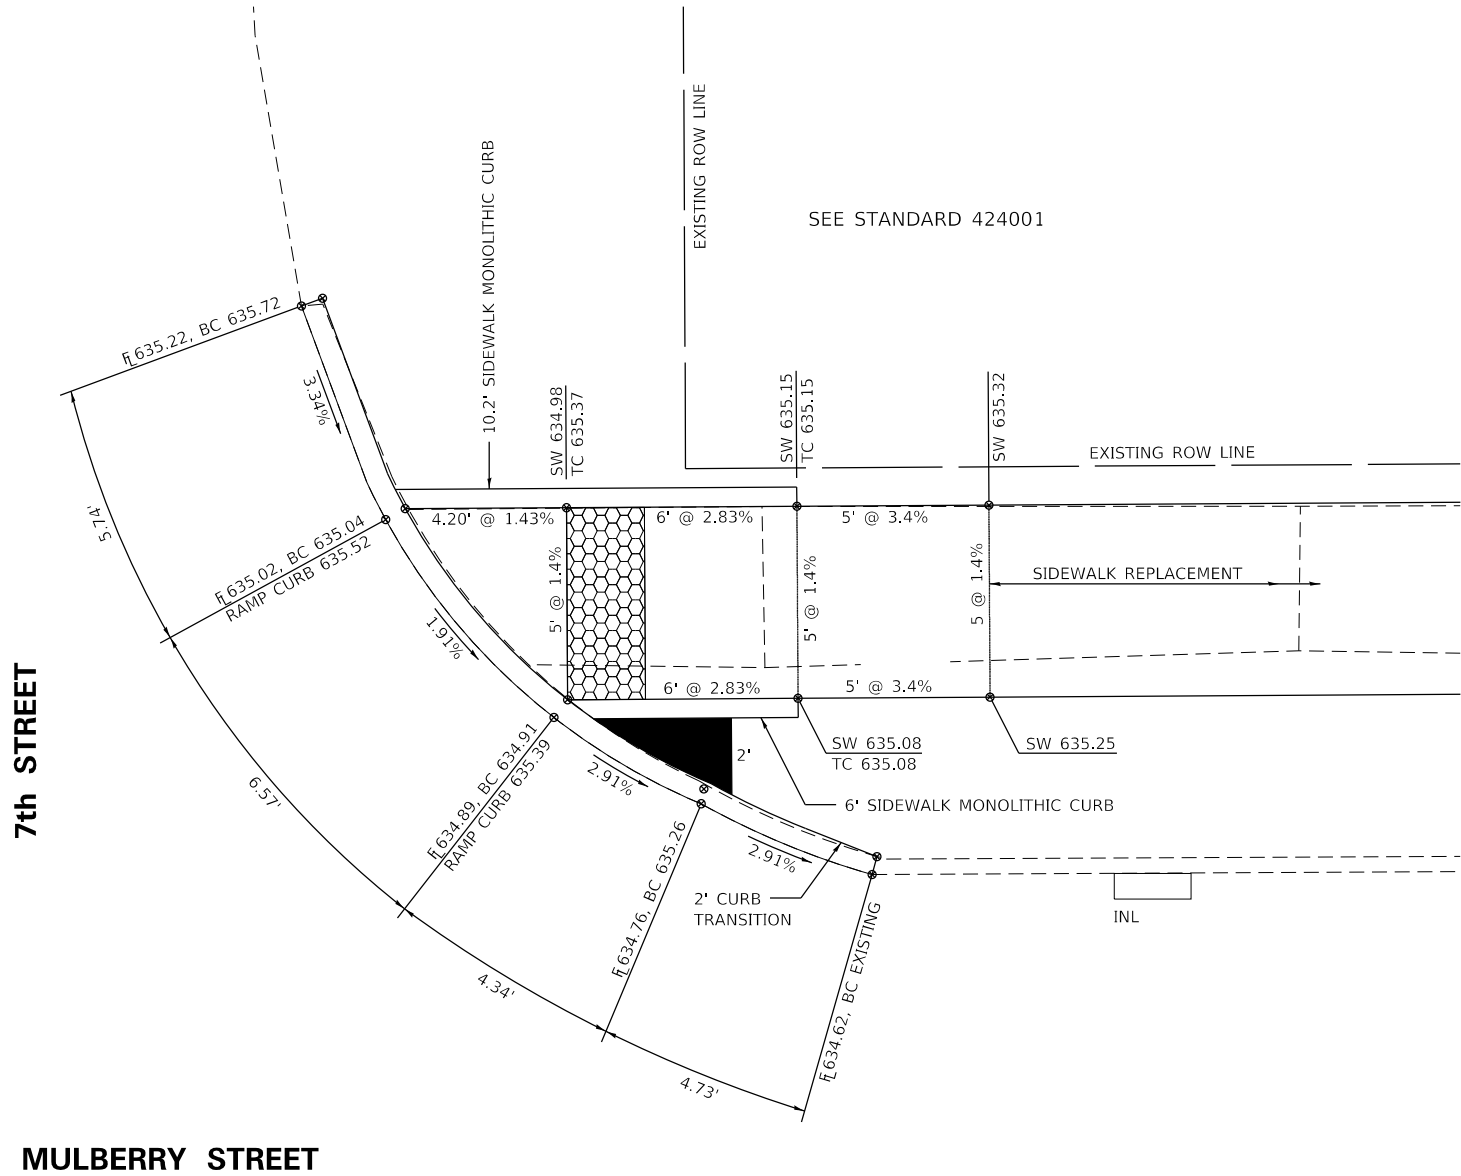 EXISTING ROW LINE
10.2' SIDEWALK MONOLITHIC CURB
SEE STANDARD 424001
℄635.22, BC 635.72
3.34%
SW 634.98
TC 635.37
SW 635.15
TC 635.15
SW 635.32
EXISTING ROW LINE
4.20' @ 1.43%
6' @ 2.83%
5' @ 3.4%
5.74'
℄635.02, BC 635.04
RAMP CURB 635.52
5' @ 1.4%
5' @ 1.4%
5 @ 1.4%
SIDEWALK REPLACEMENT
1.91%
6' @ 2.83%
5' @ 3.4%
7th STREET
SW 635.08
TC 635.08
SW 635.25
2'
6' SIDEWALK MONOLITHIC CURB
6.57'
℄634.89, BC 634.91
RAMP CURB 635.39
2.91%
2.91%
℄634.76, BC 635.26
2' CURB
TRANSITION
INL
4.34'
℄634.62, BC EXISTING
4.73'
MULBERRY STREET